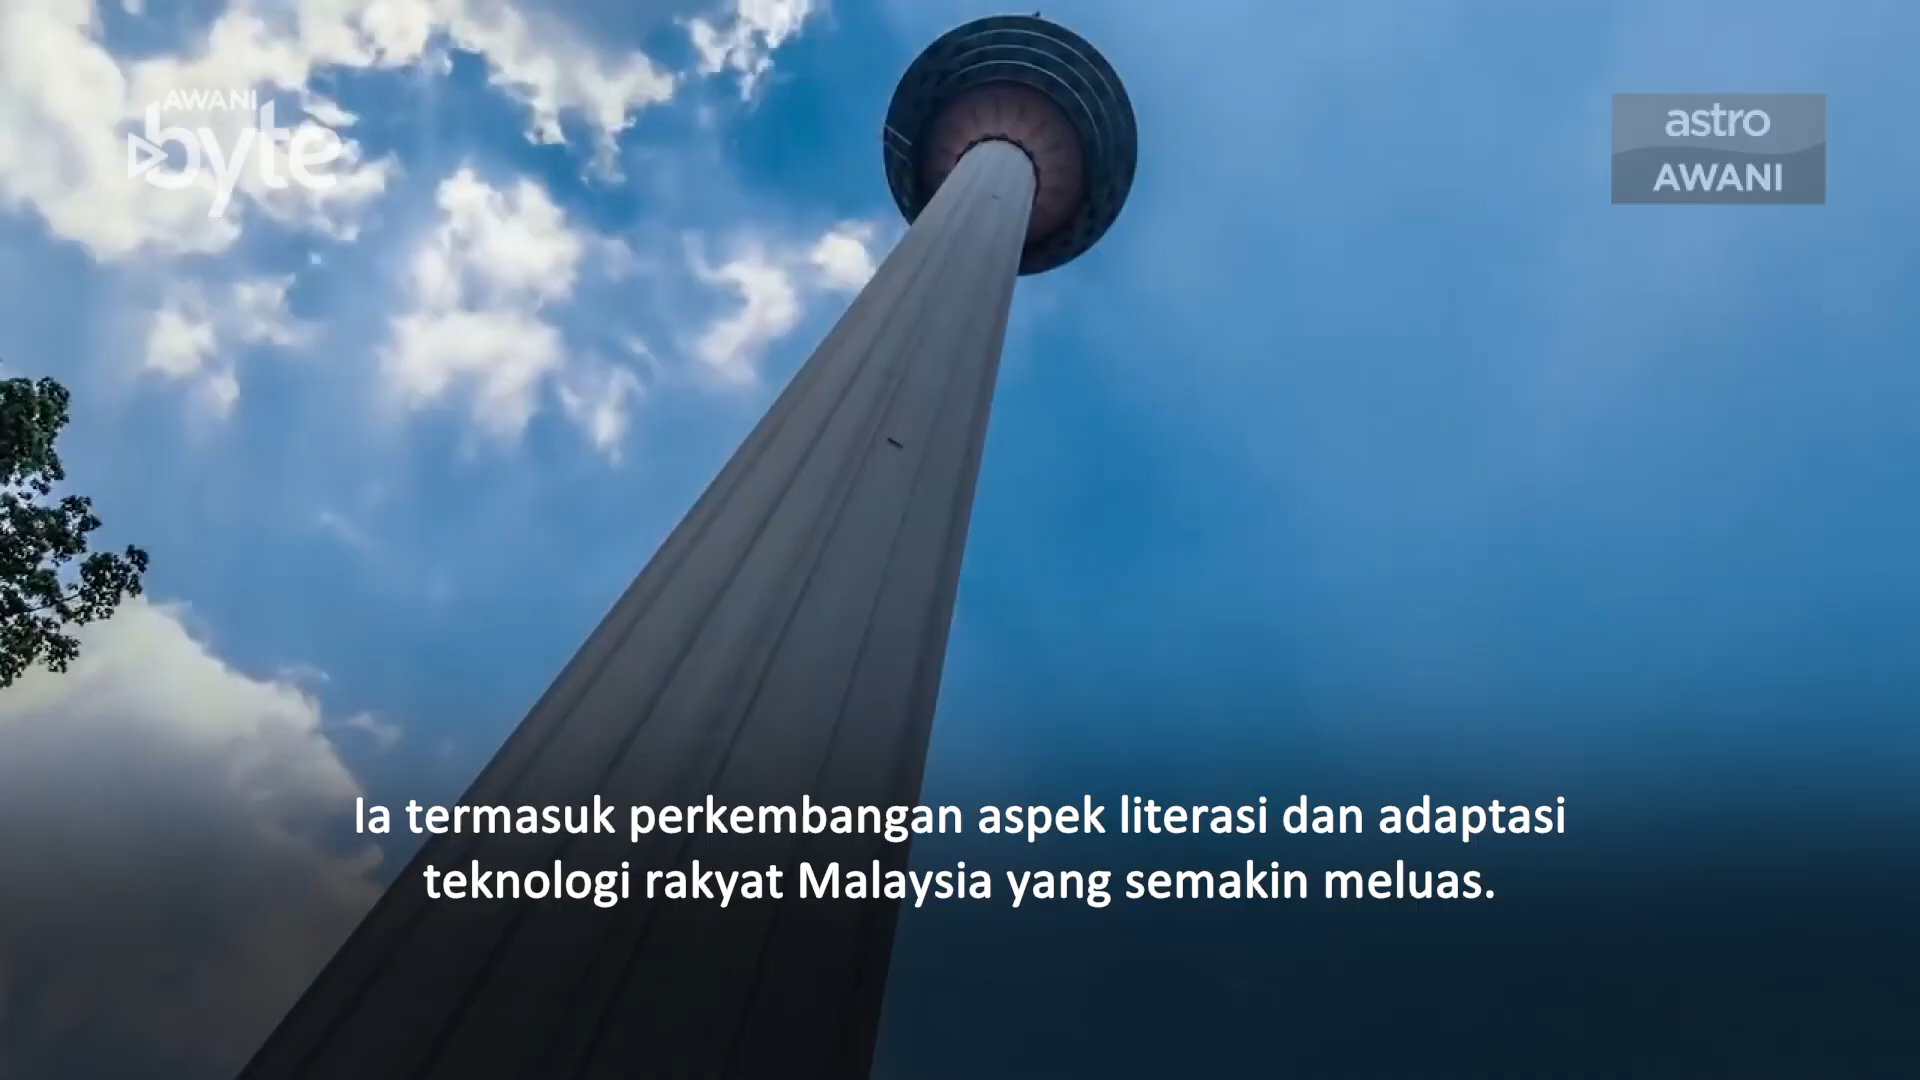 AWANI
byte
astro
AWANI
Ia termasuk perkembangan aspek literasi dan adaptasi
teknologi rakyat Malaysia yang semakin meluas.